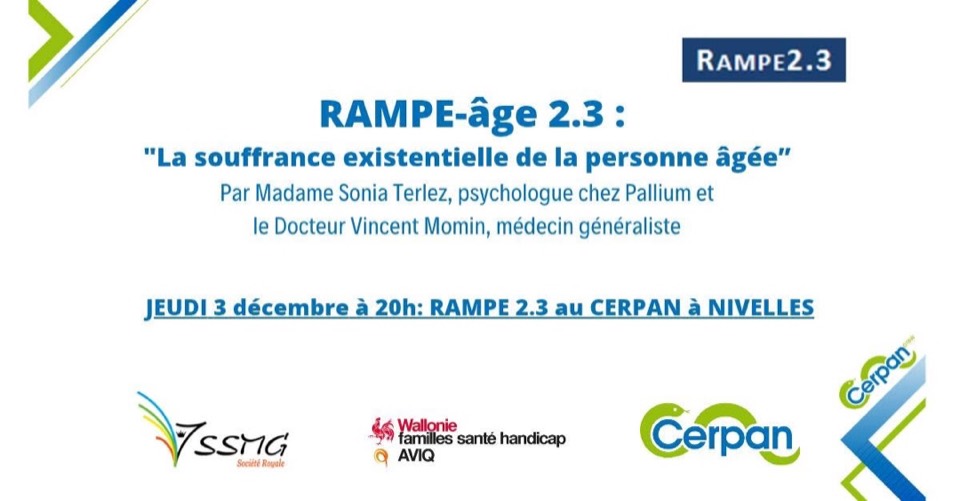 RAMPE2.3
RAMPE-âge 2.3 :
"La souffrance existentielle de la personne âgée”
Par Madame Sonia Terlez, psychologue chez Pallium et
le Docteur Vincent Momin, médecin généraliste
JEUDI 3 décembre à 20h: RAMPE 2.3 au CERPAN à NIVELLES
Cerpan
SSMG
Société Royale
Wallonie
familles santé handicap
AVIQ
Cerpan